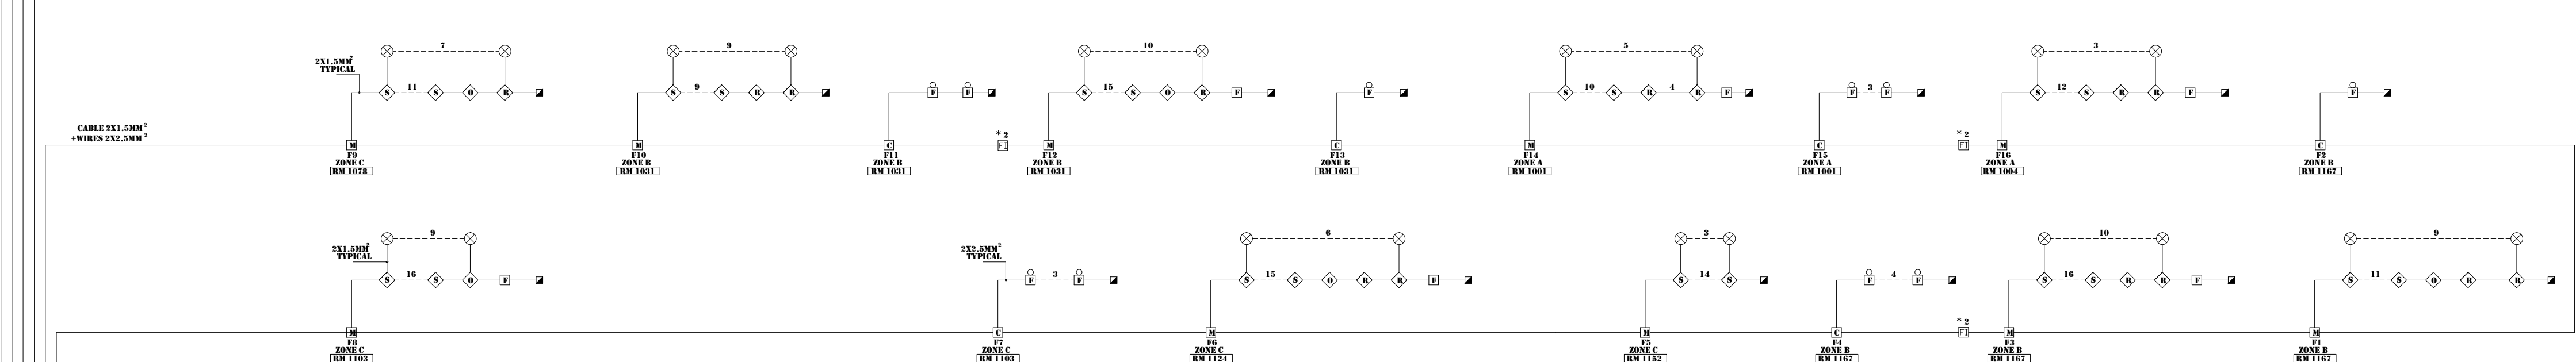 7 9 10 5 3
2X1.5MM²
TYPICAL
S 11 S O R
S 9 S R R
F F
S 15 S O R F
F
S 10 S R 4 R F
F 3 F
S 12 S R R F
F
CABLE 2X1.5MM²
+WIRES 2X2.5MM²
* 2 * 2
M M C FI M C M C FI M C
F9 F10 F11 F12 F13 F14 F15 F16 F2
ZONE C ZONE B ZONE B ZONE B ZONE B ZONE A ZONE A ZONE A ZONE B
RM 1078 RM 1031 RM 1031 RM 1031 RM 1031 RM 1001 RM 1001 RM 1004 RM 1167
9 6 3 10 9
2X1.5MM²
TYPICAL
2X2.5MM²
TYPICAL
S 16 S O F
F 3 F
S 15 S O R R F
S 14 S
F 4 F
S 16 S R R F
S 11 S O R R
* 2
M C M M C FI M M
F8 F7 F6 F5 F4 F3 F1
ZONE C ZONE C ZONE C ZONE C ZONE B ZONE B ZONE B
RM 1103 RM 1103 RM 1124 RM 1152 RM 1167 RM 1167 RM 1167